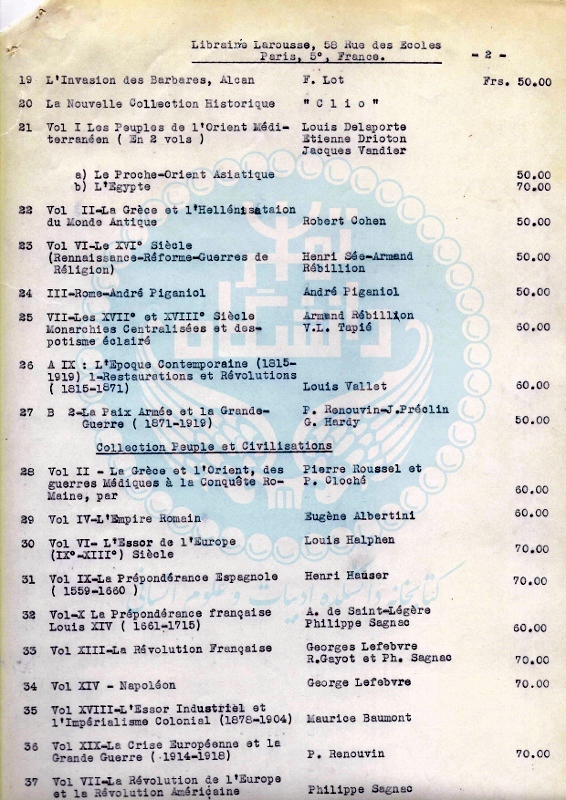 Librairie Larousse, 58 Rue des Ecoles
Paris, 5°, France.
- 2 -
19 L'Invasion des Barbares, Alcan F. Lot Frs. 50.00
20 La Nouvelle Collection Historique " C l i o "
21 Vol I Les Peuples de l'Orient Médi- Louis Delaporte
terranéen ( En 2 vols ) Etienne Drioton
Jacques Vandier
a) Le Proche-Orient Asiatique 50.00
b) L'Egypte 70.00
22 Vol II-La Grèce et l'Hellénisataion
du Monde Antique Robert Cohen 50.00
23 Vol VI-Le XVI° Siècle
(Rennaissance-Réforme-Guerres de Henri Sée-Armand 50.00
Réligion) Rébillion
24 III-Rome-André Piganiol André Piganiol 50.00
25 VII-Les XVII° et XVIII° Siècle Armand Rébillion
Monarchies Centralisées et des- V.L. Tapié 60.00
potisme éclairé
26 A IX : L'Epoque Contemporaine (1815-
1919) 1-Restaurations et Révolutions
( 1815-1871) Louis Vallet 60.00
27 B 2-La Paix Armée et la Grande- P. Renouvin-J.Préclin
Guerre ( 1871-1919) G. Hardy 50.00
Collection Peuple et Civilisations
28 Vol II - La Grèce et l'Orient, des Pierre Roussel et
guerres Médiques à la Conquête Ro- P. Cloché
Maine, par 60.00
29 Vol IV-L'Empire Romain Eugène Albertini 60.00
30 Vol VI- L'Essor de l'Europe Louis Halphen
(IX°-XIII°) Siècle 70.00
31 Vol IX-La Prépondérance Espagnole Henri Hauser 70.00
( 1559-1660 )
32 Vol-X La Prépondérance française A. de Saint-Légère
Louis XIV ( 1661-1715) Philippe Sagnac 60.00
33 Vol XIII-La Révolution Française Georges Lefebvre
R.Gayot et Ph. Sagnac 70.00
34 Vol XIV - Napoléon George Lefebvre 70.00
35 Vol XVIII-L'Essor Industriel et
l'Impérialisme Colonial (1878-1904) Maurice Baumont
36 Vol XIX-La Crise Européenne et la
Grande Guerre ( 1914-1918) P. Renouvin 70.00
37 Vol VII-La Révolution de l'Europe
et la Révolution Américaine Philippe Sagnac
کتابخانه دانشکده ادبیات و علوم انسانی